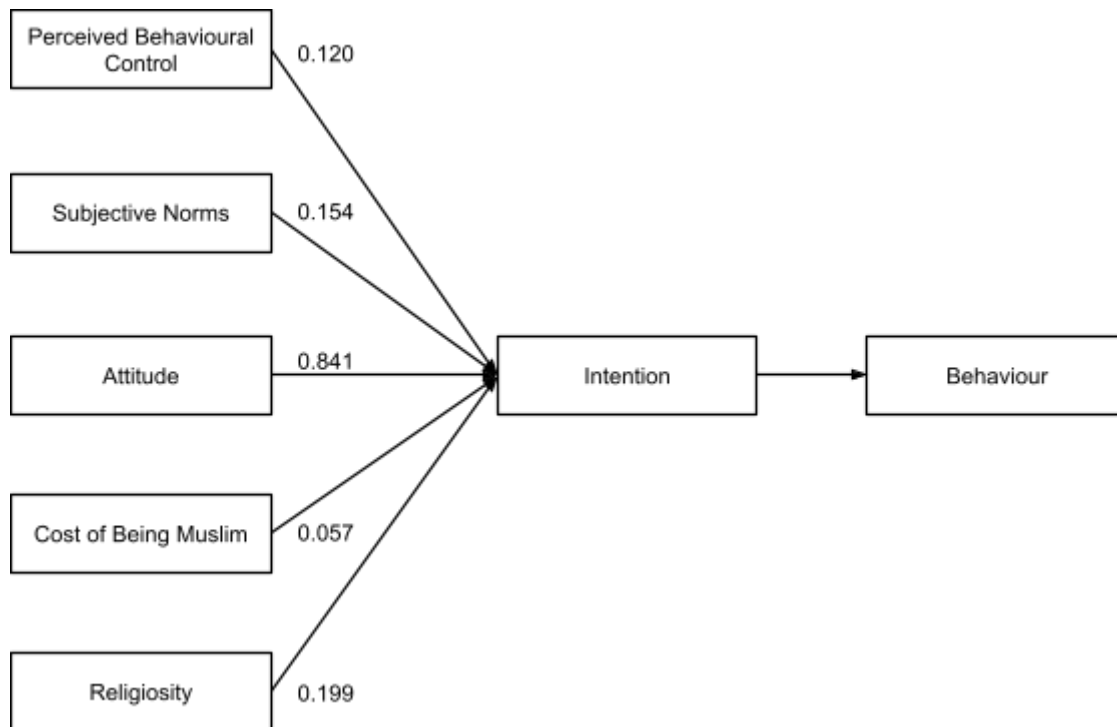 Perceived Behavioural
Control
0.120
Subjective Norms
0.154
Attitude
0.841
Intention
Behaviour
Cost of Being Muslim
0.057
Religiosity
0.199